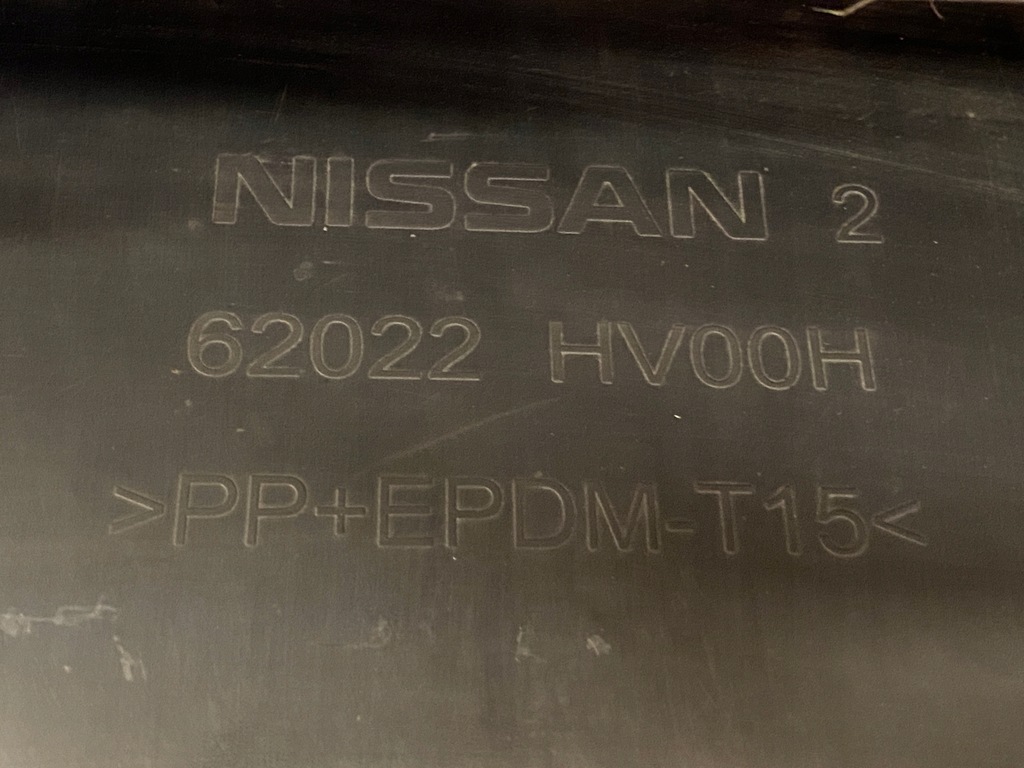 NISSAN 2
62022 HV00H
>PP+EPDM-T15<